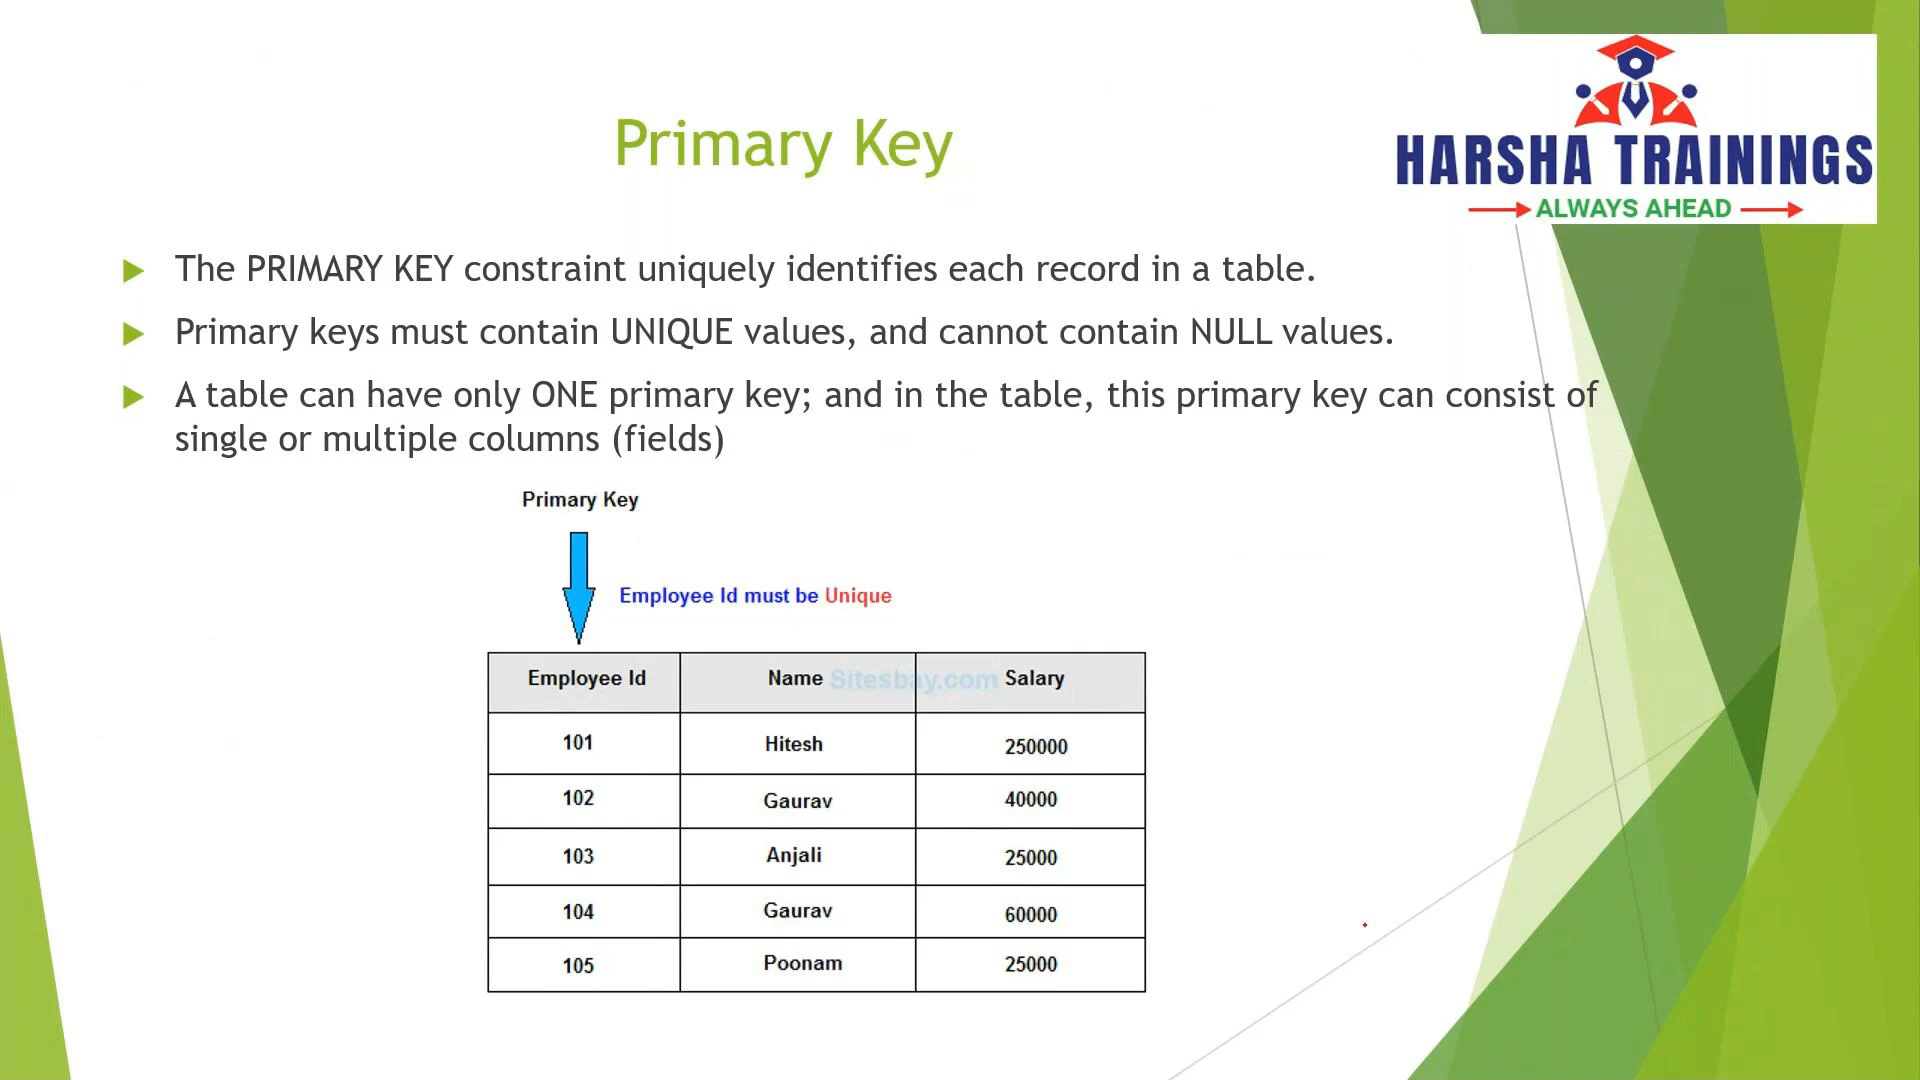 HARSHA TRAININGS
ALWAYS AHEAD
Primary Key
The PRIMARY KEY constraint uniquely identifies each record in a table.
Primary keys must contain UNIQUE values, and cannot contain NULL values.
A table can have only ONE primary key; and in the table, this primary key can consist of
single or multiple columns (fields)
Primary Key
Employee Id must be Unique
Employee Id Name Sitesbay.com Salary
101 Hitesh 250000
102 Gaurav 40000
103 Anjali 25000
104 Gaurav 60000
105 Poonam 25000